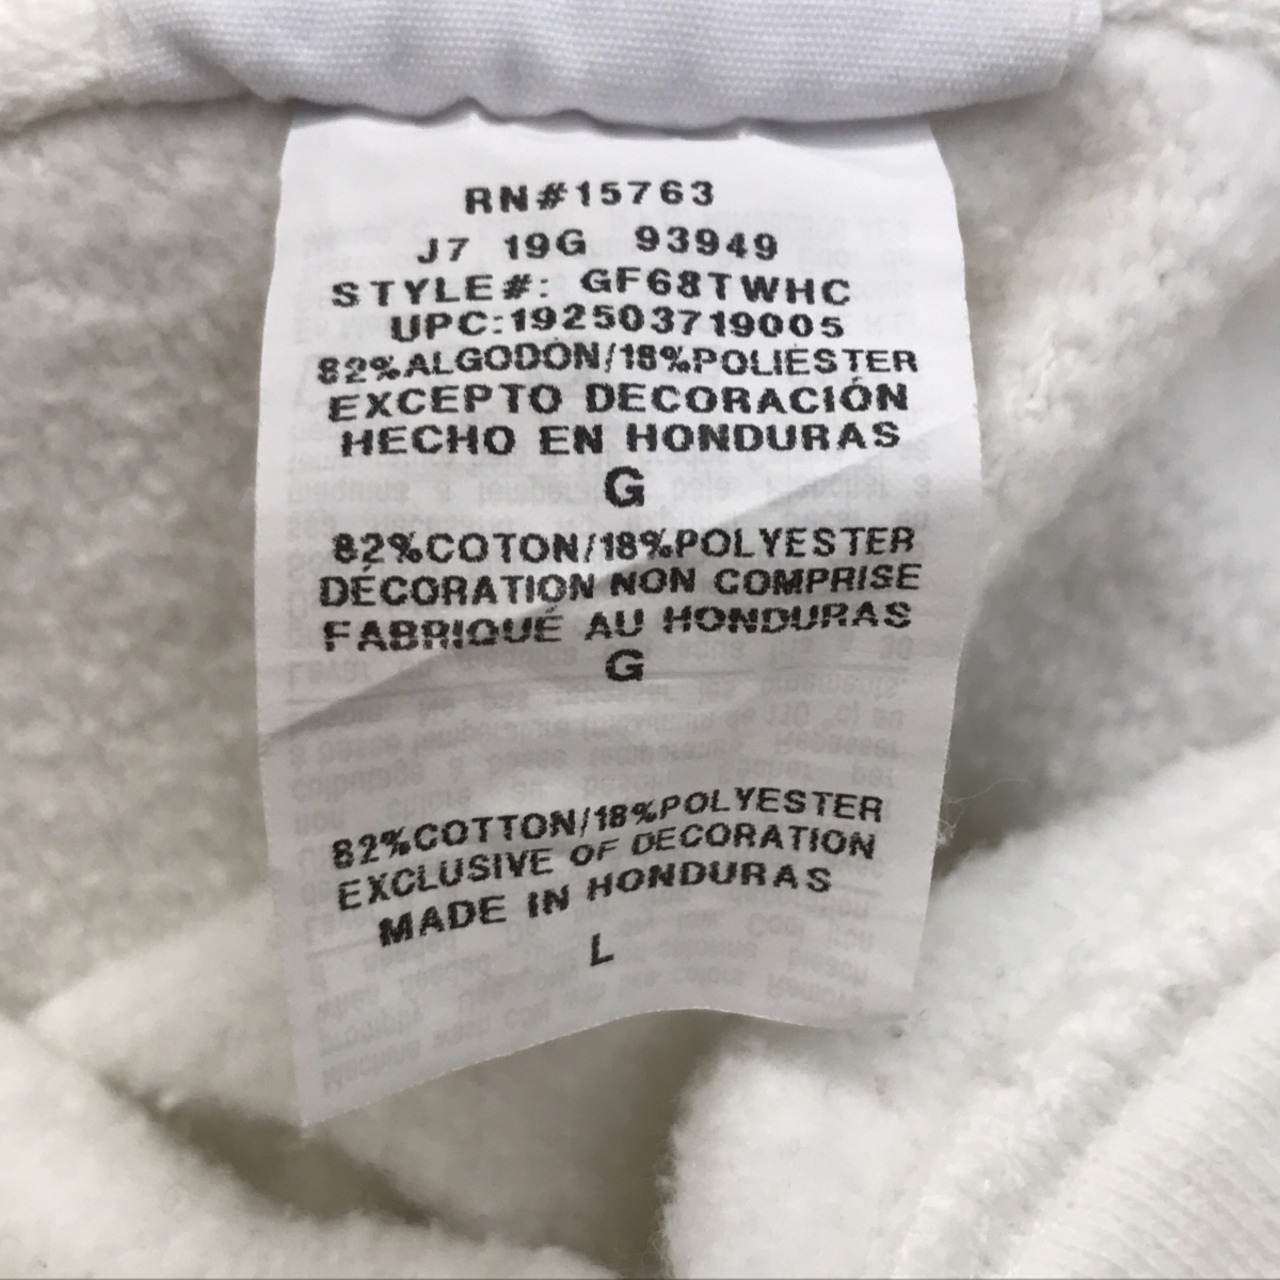 RN#15763
J7 19G 93949
STYLE#: GF68TWHC
UPC:192503719005
82%ALGODÓN/18%POLIÉSTER
EXCEPTO DECORACIÓN
HECHO EN HONDURAS
G
82%COTON/18%POLYESTER
DÉCORATION NON COMPRISE
FABRIQUÉ AU HONDURAS
G
82%COTTON/18%POLYESTER
EXCLUSIVE OF DECORATION
MADE IN HONDURAS
L